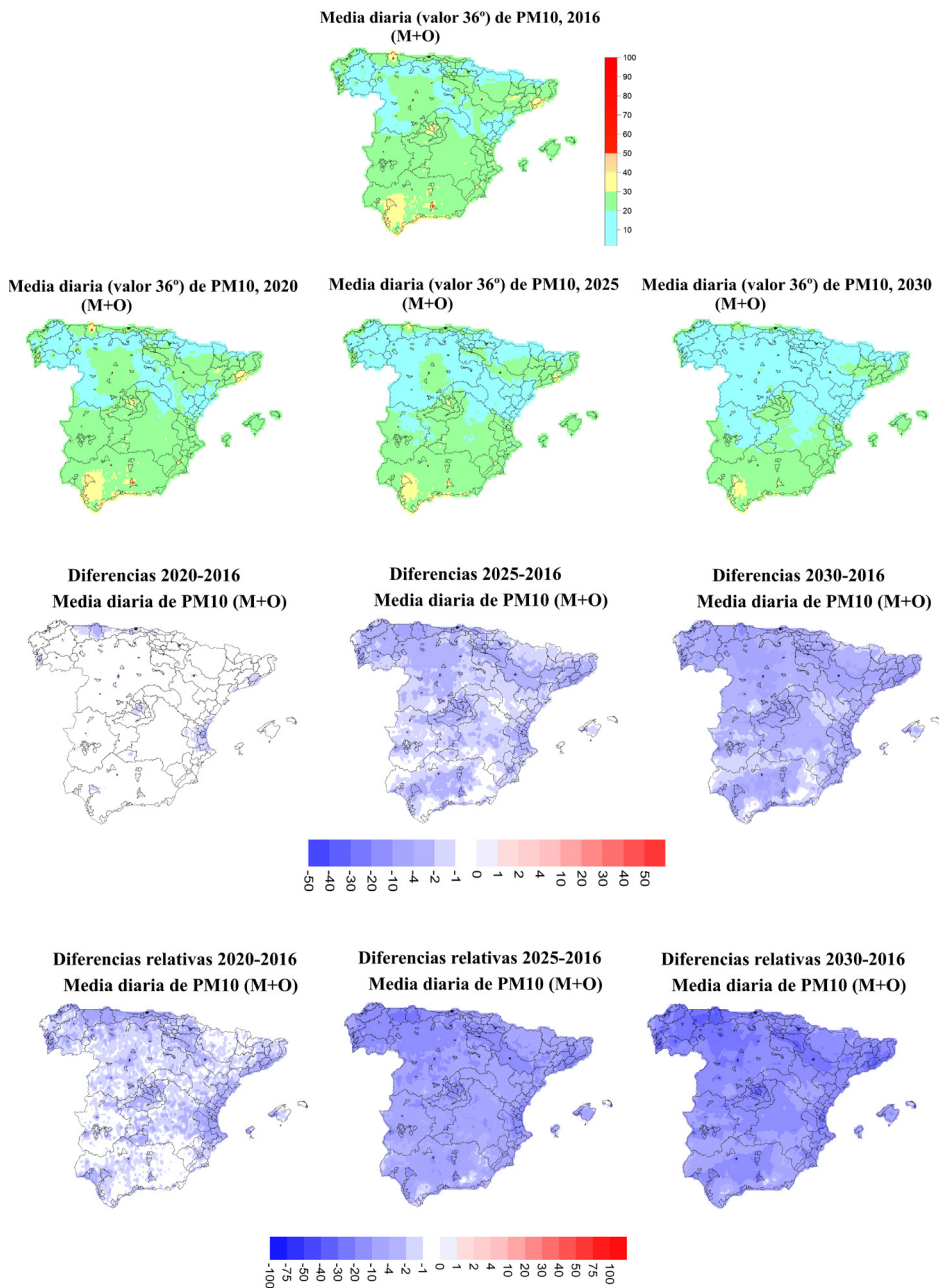 Media diaria (valor 36º) de PM10, 2016
(M+O)
100
90
80
70
60
50
40
30
20
10
Media diaria (valor 36º) de PM10, 2020
(M+O)
Media diaria (valor 36º) de PM10, 2025
(M+O)
Media diaria (valor 36º) de PM10, 2030
(M+O)
Diferencias 2020-2016
Media diaria de PM10 (M+O)
Diferencias 2025-2016
Media diaria de PM10 (M+O)
Diferencias 2030-2016
Media diaria de PM10 (M+O)
-50 -40 -30 -20 -10 -4 -2 -1 0 1 2 4 10 20 30 40 50
Diferencias relativas 2020-2016
Media diaria de PM10 (M+O)
Diferencias relativas 2025-2016
Media diaria de PM10 (M+O)
Diferencias relativas 2030-2016
Media diaria de PM10 (M+O)
-100 -75 -50 -30 -10 -4 -2 -1 0 1 2 4 10 30 50 75 100